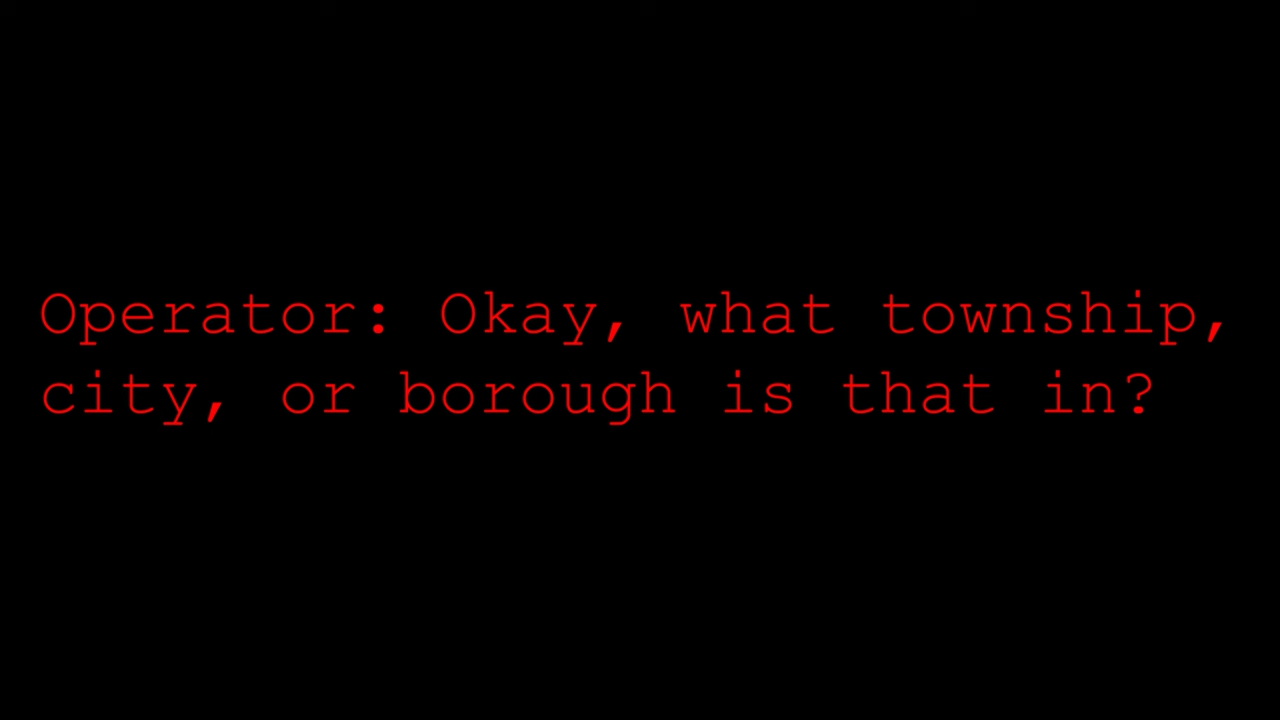 Operator: Okay, what township,
city, or borough is that in?